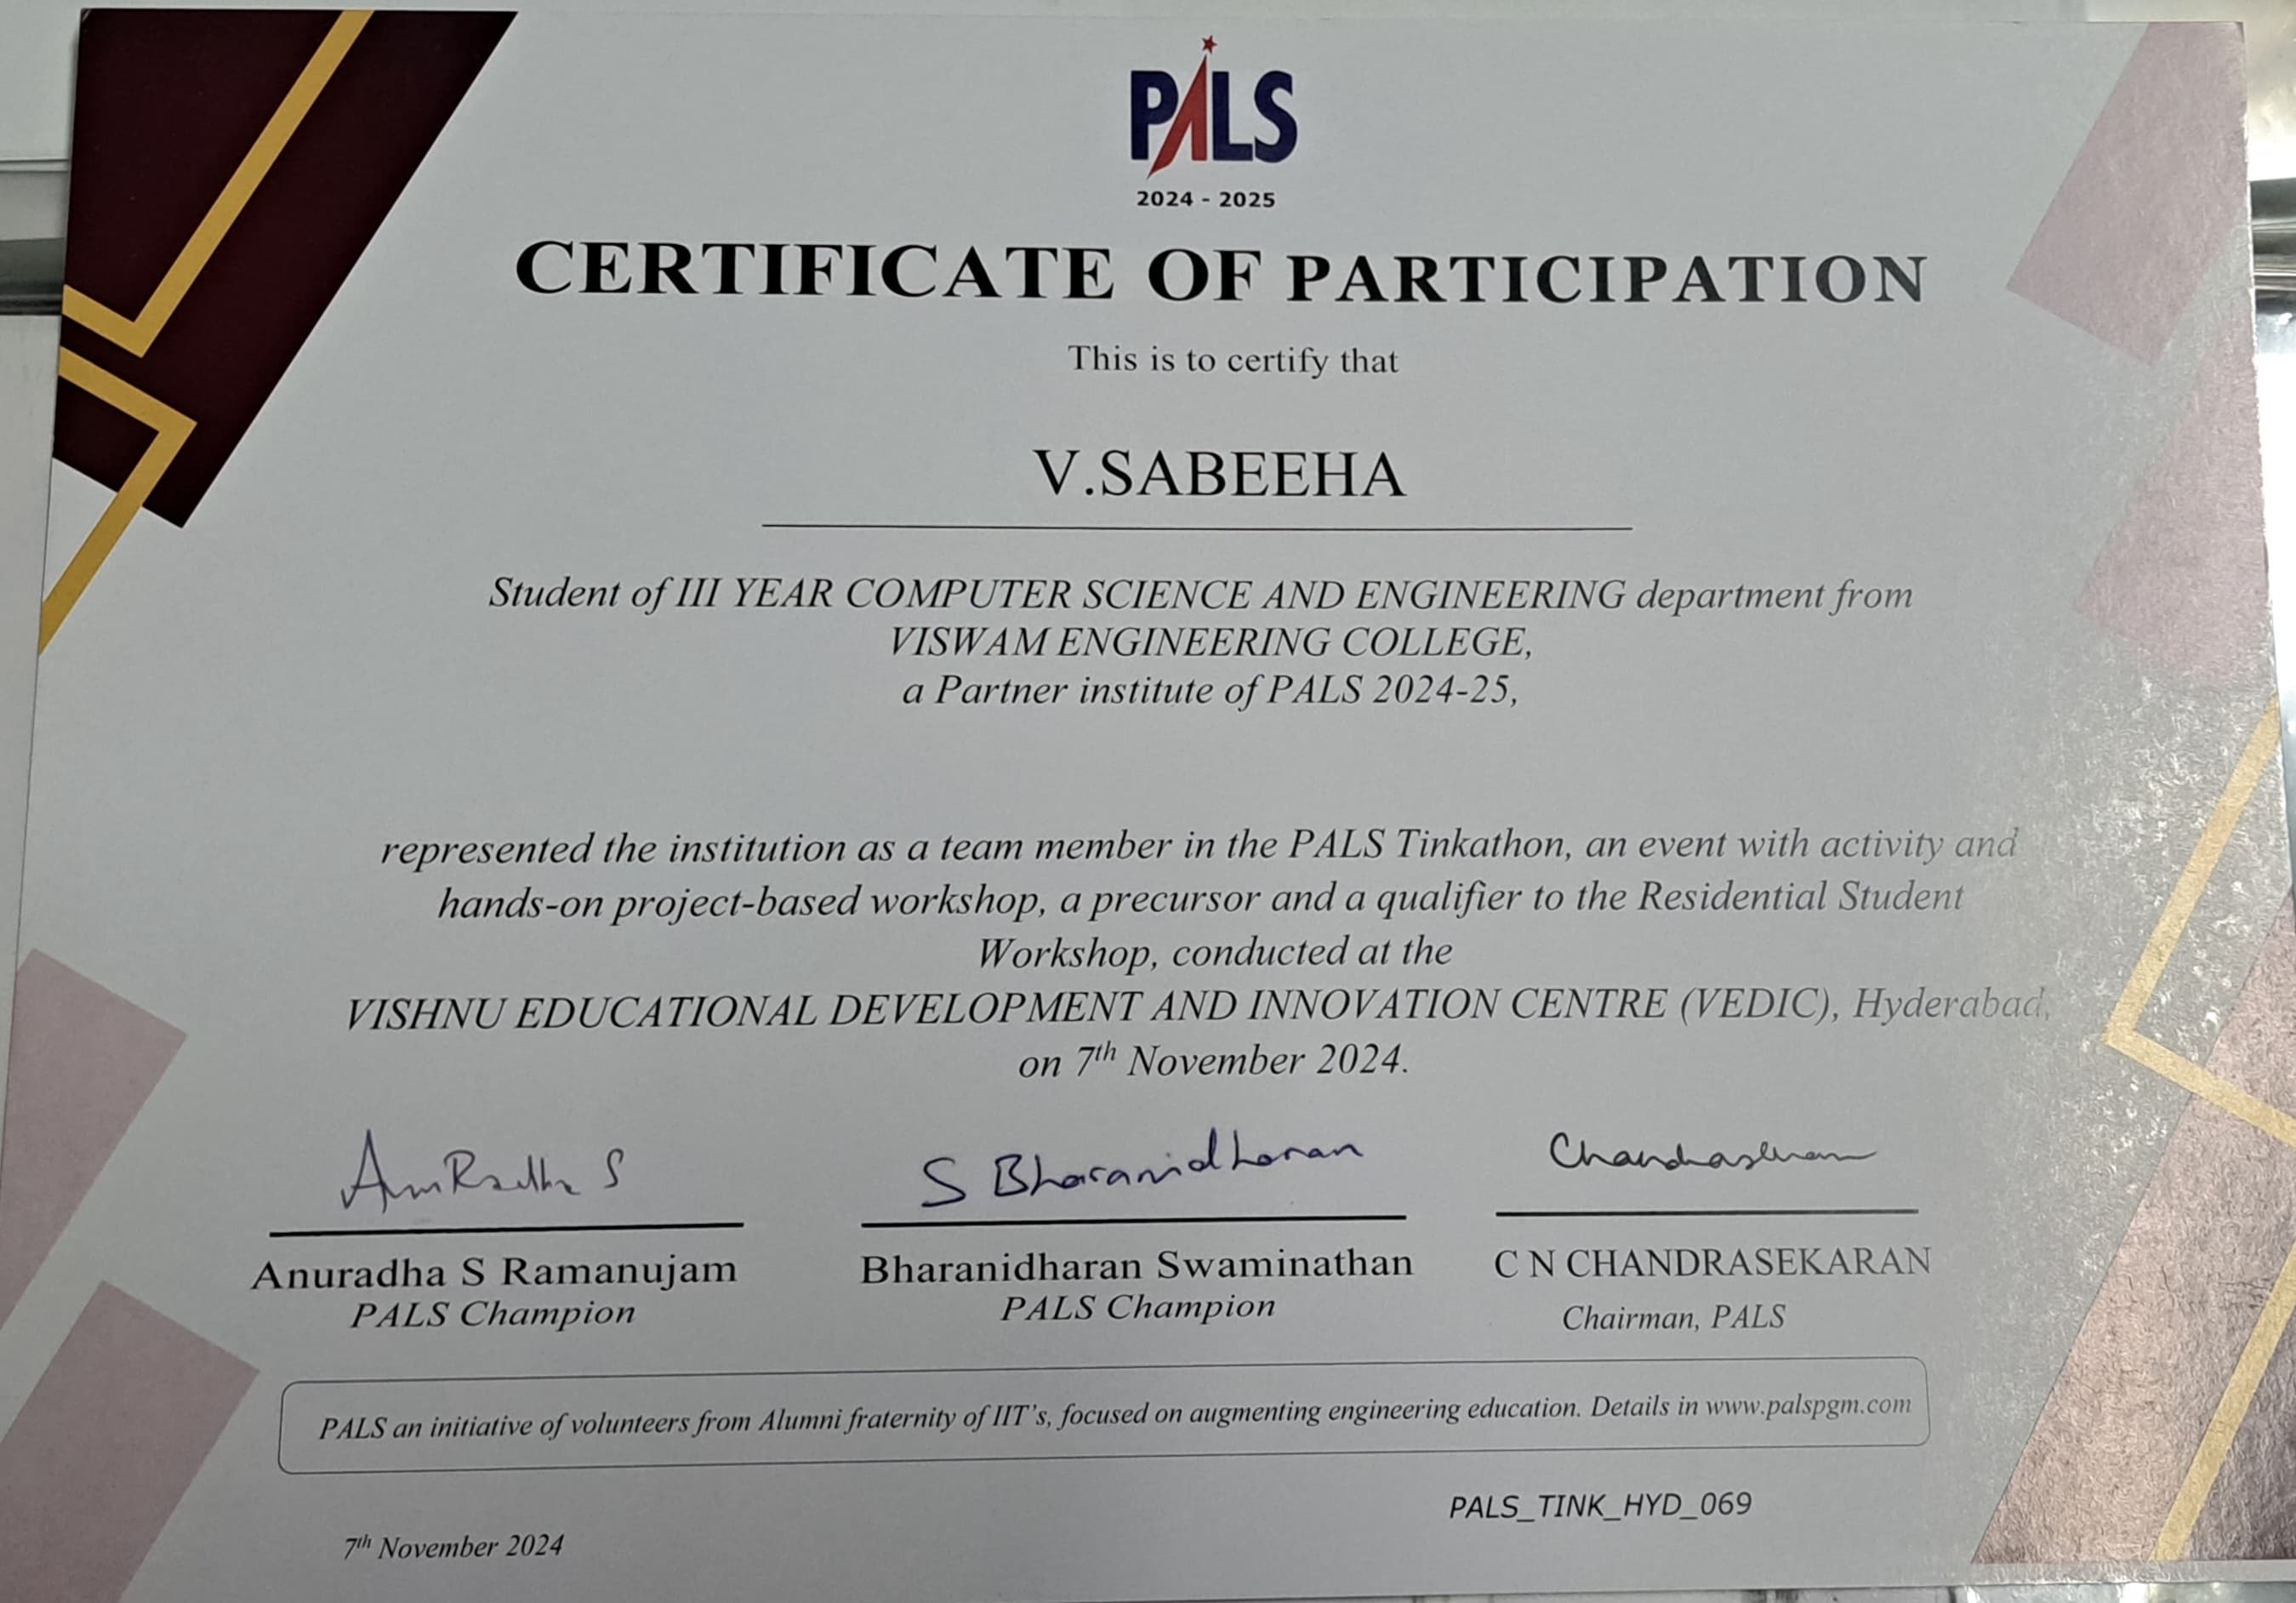 PALS
2024 - 2025
CERTIFICATE OF PARTICIPATION
This is to certify that
V.SABEEHA
Student of III YEAR COMPUTER SCIENCE AND ENGINEERING department from
VISWAM ENGINEERING COLLEGE,
a Partner institute of PALS 2024-25,
represented the institution as a team member in the PALS Tinkathon, an event with activity and
hands-on project-based workshop, a precursor and a qualifier to the Residential Student
Workshop, conducted at the
VISHNU EDUCATIONAL DEVELOPMENT AND INNOVATION CENTRE (VEDIC), Hyderabad,
on 7th November 2024.
AnuRadha S S Bharanidharan Chandrasekaran
Anuradha S Ramanujam Bharanidharan Swaminathan C N CHANDRASEKARAN
PALS Champion PALS Champion Chairman, PALS
PALS an initiative of volunteers from Alumni fraternity of IIT's, focused on augmenting engineering education. Details in www.palspgm.com
PALS_TINK_HYD_069
7th November 2024